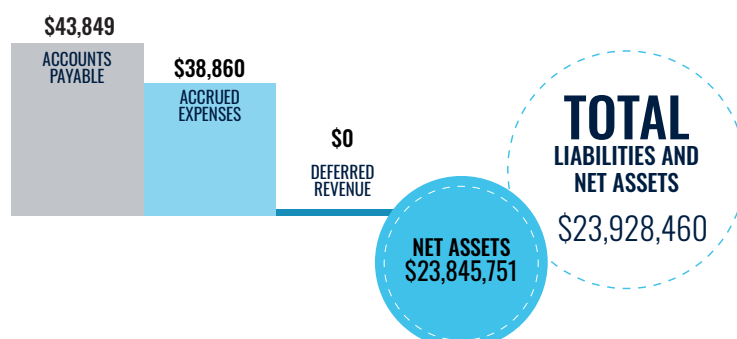 $43,849
ACCOUNTS
PAYABLE
$38,860
ACCRUED
EXPENSES
$0
DEFERRED
REVENUE
NET ASSETS
$23,845,751
TOTAL
LIABILITIES AND
NET ASSETS
$23,928,460